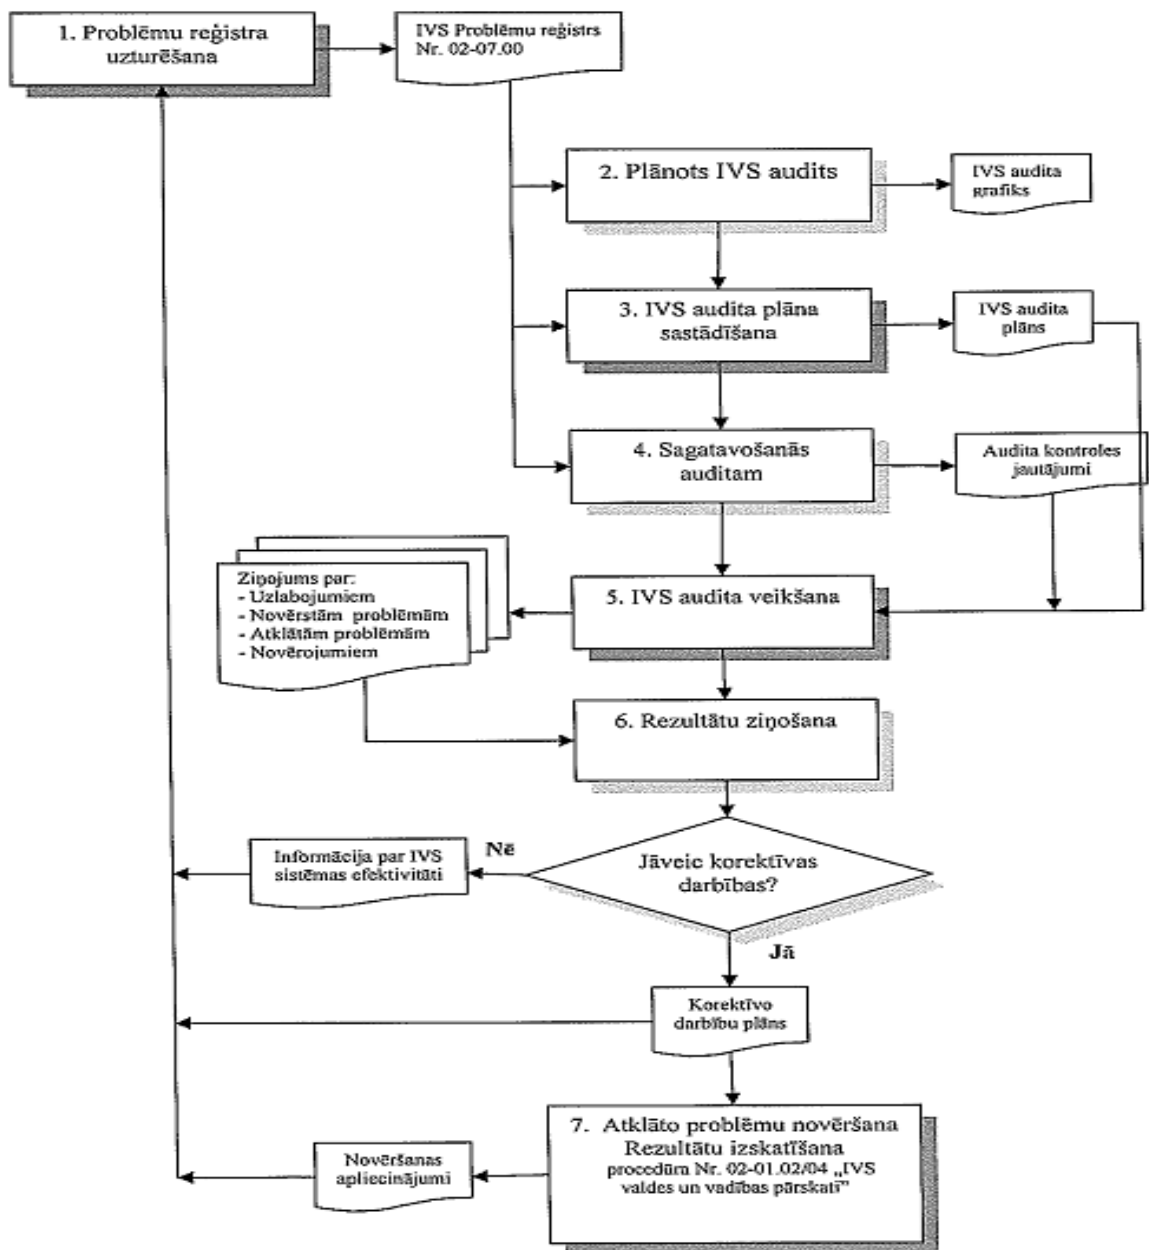 1. Problēmu reģistra
uzturēšana
IVS Problēmu reģistrs
Nr. 02-07.00
2. Plānots IVS audits
IVS audita
grafiks
3. IVS audita plāna
sastādīšana
IVS audita
plāns
4. Sagatavošanās
auditam
Audita kontroles
jautājumi
Ziņojums par:
- Uzlabojumiem
- Novērstām problēmām
- Atklātām problēmām
- Novērojumiem
5. IVS audita veikšana
6. Rezultātu ziņošana
Informācija par IVS
sistēmas efektivitāti
Nē
Jāveic korektīvas
darbības?
Jā
Korektīvo
darbību plāns
7. Atklāto problēmu novēršana
Rezultātu izskatīšana
procedūra Nr. 02-01.02/04 „IVS
valdes un vadības pārskati”
Novēršanas
apliecinājumi